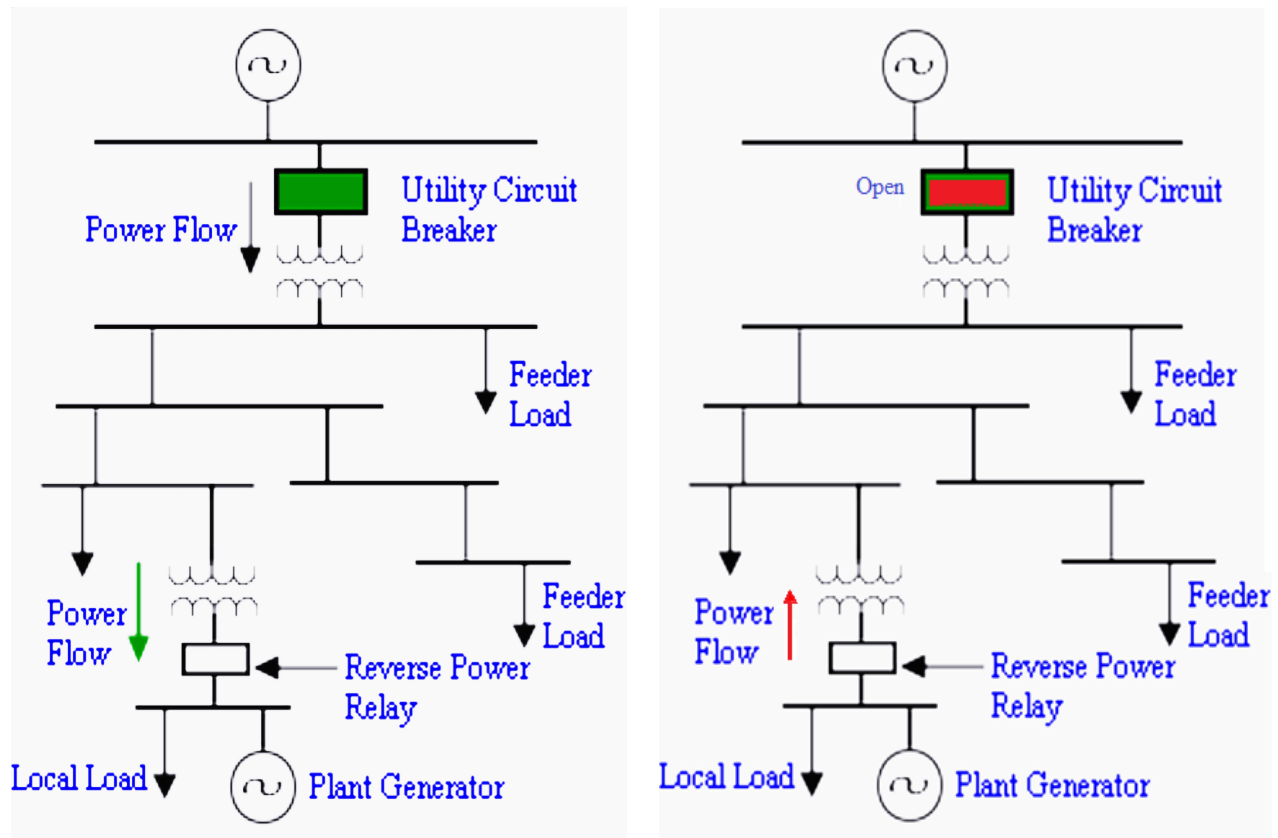 Utility Circuit
Breaker
Power Flow
Feeder
Load
Power
Flow
Feeder
Load
Reverse Power
Relay
Local Load
Plant Generator
Open
Utility Circuit
Breaker
Feeder
Load
Power
Flow
Feeder
Load
Reverse Power
Relay
Local Load
Plant Generator